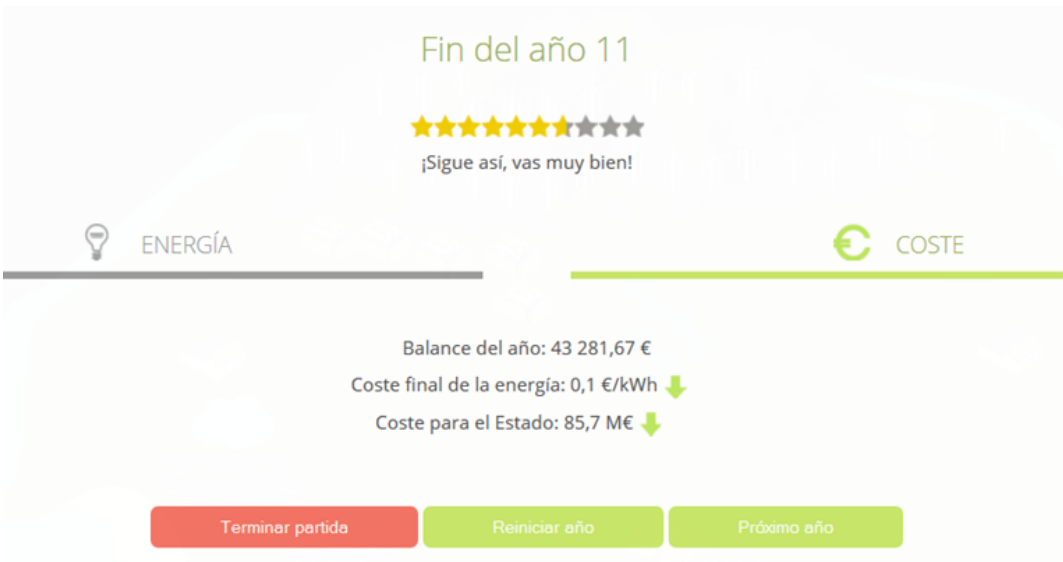 Fin del año 11
¡Sigue así, vas muy bien!
ENERGÍA
COSTE
Balance del año: 43 281,67 €
Coste final de la energía: 0,1 €/kWh
Coste para el Estado: 85,7 M€
Terminar partida
Reiniciar año
Próximo año